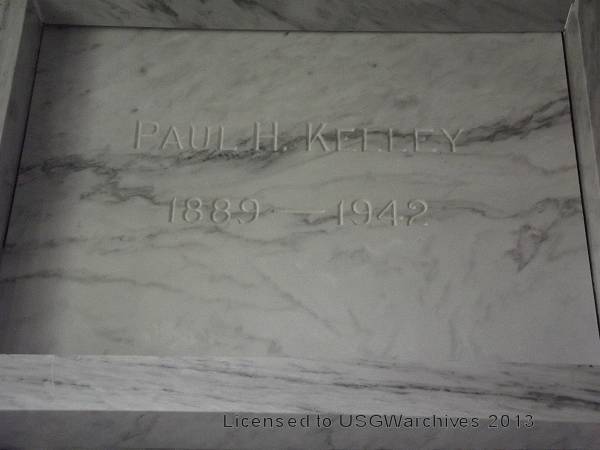 PAUL H. KELLEY
1889 — 1942
Licensed to USGWarchives 2013